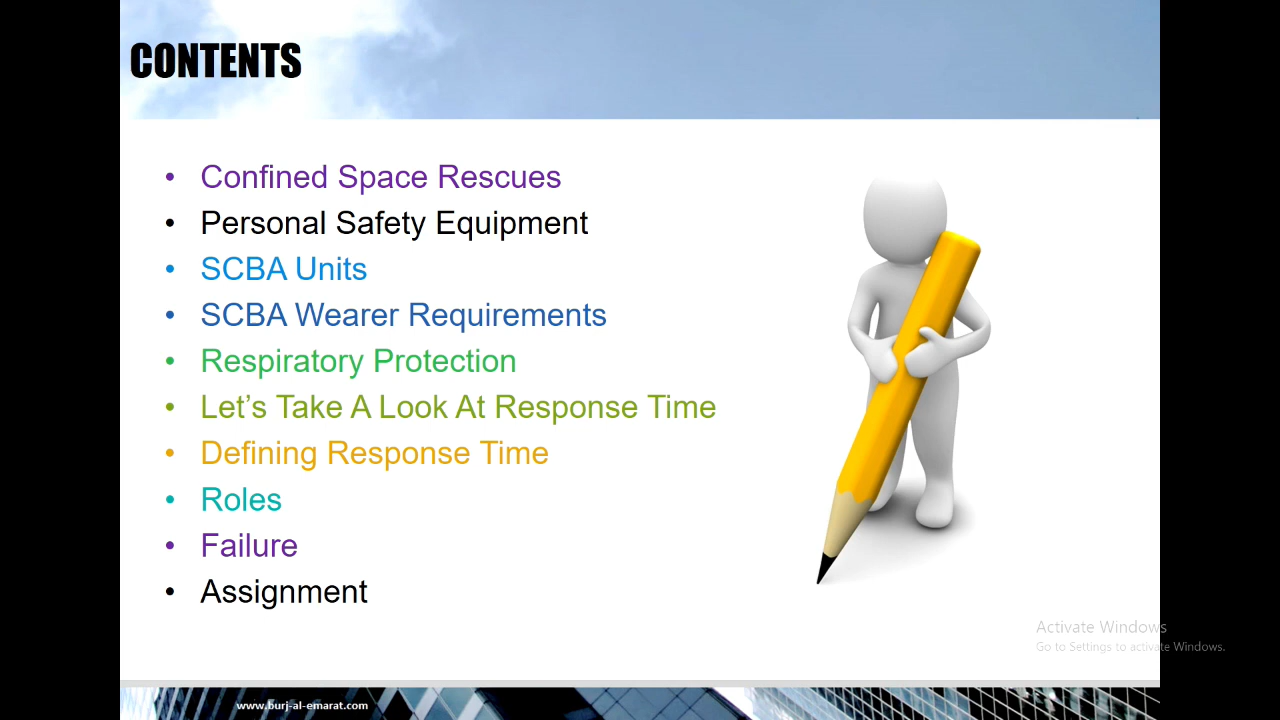 CONTENTS
• Confined Space Rescues
• Personal Safety Equipment
• SCBA Units
• SCBA Wearer Requirements
• Respiratory Protection
• Let’s Take A Look At Response Time
• Defining Response Time
• Roles
• Failure
• Assignment
Activate Windows
Go to Settings to activate Windows.
www.burj-al-emarat.com